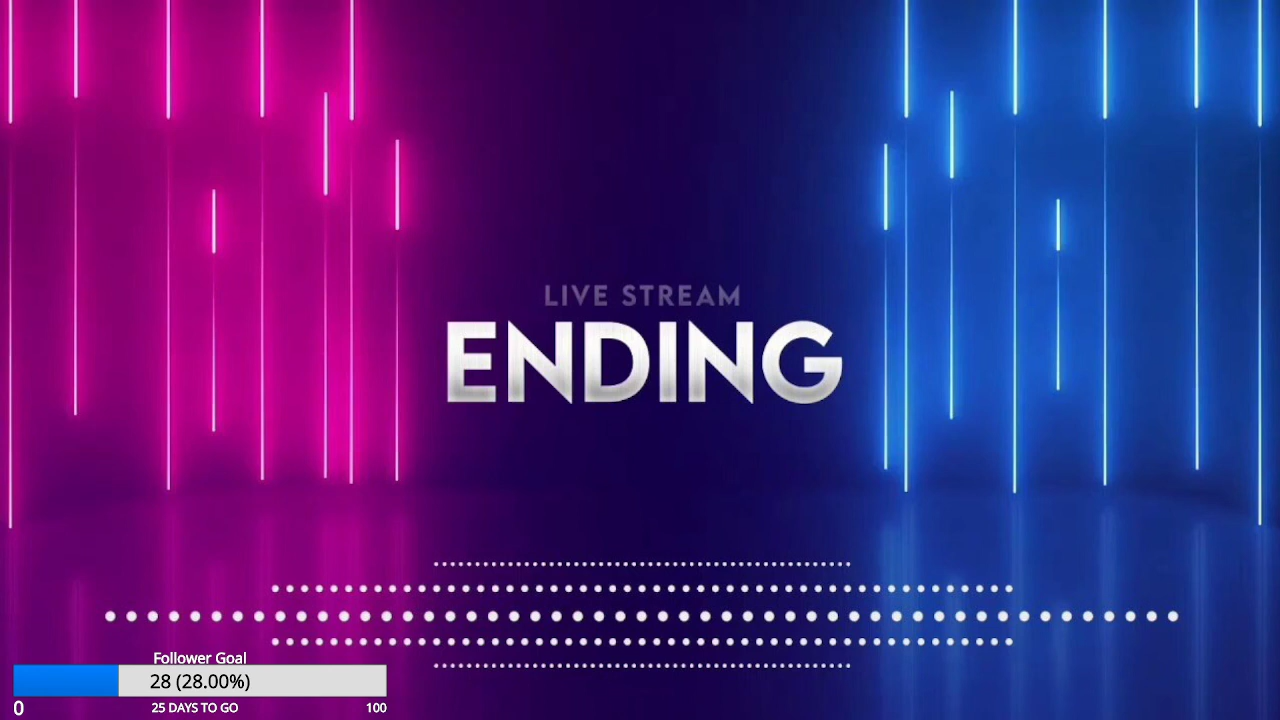 LIVE STREAM
ENDING
Follower Goal
28 (28.00%)
0 25 DAYS TO GO 100